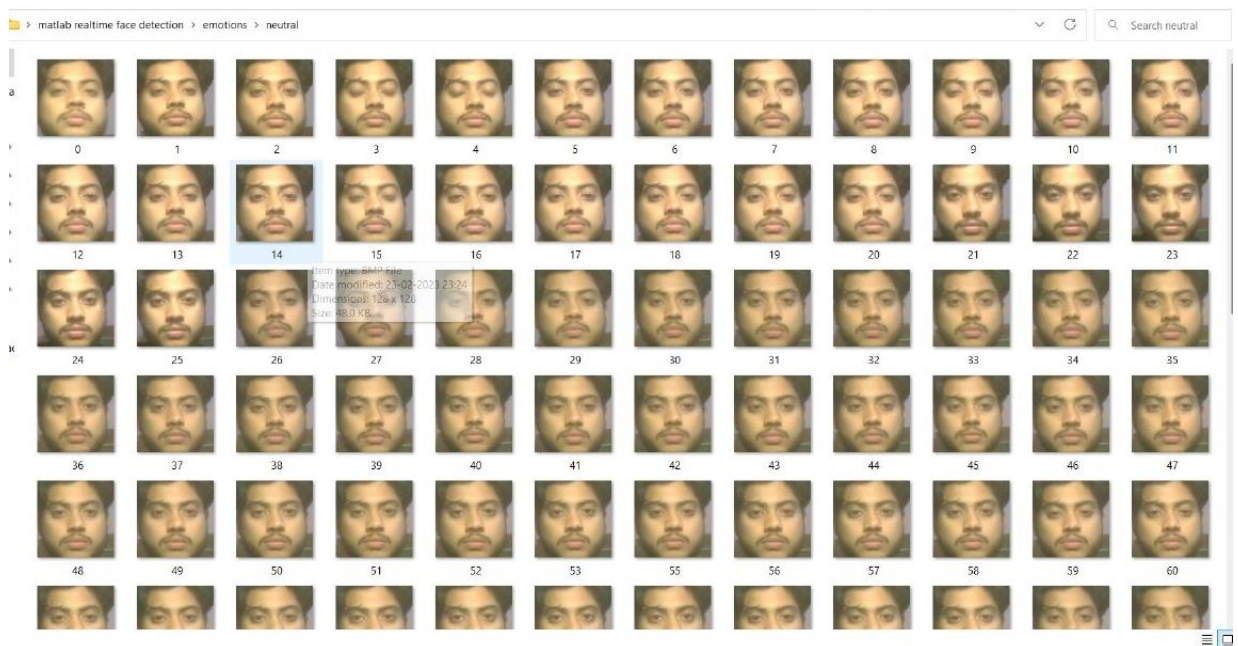 matlab realtime face detection > emotions > neutral
Search neutral
0 1 2 3 4 5 6 7 8 9 10 11
12 13 14 15 16 17 18 19 20 21 22 23
Item type: BMP File
Date modified: 23-02-2023 23:24
Dimensions: 128 x 128
Size: 48.0 KB
24 25 26 27 28 29 30 31 32 33 34 35
36 37 38 39 40 41 42 43 44 45 46 47
48 49 50 51 52 53 55 56 57 58 59 60